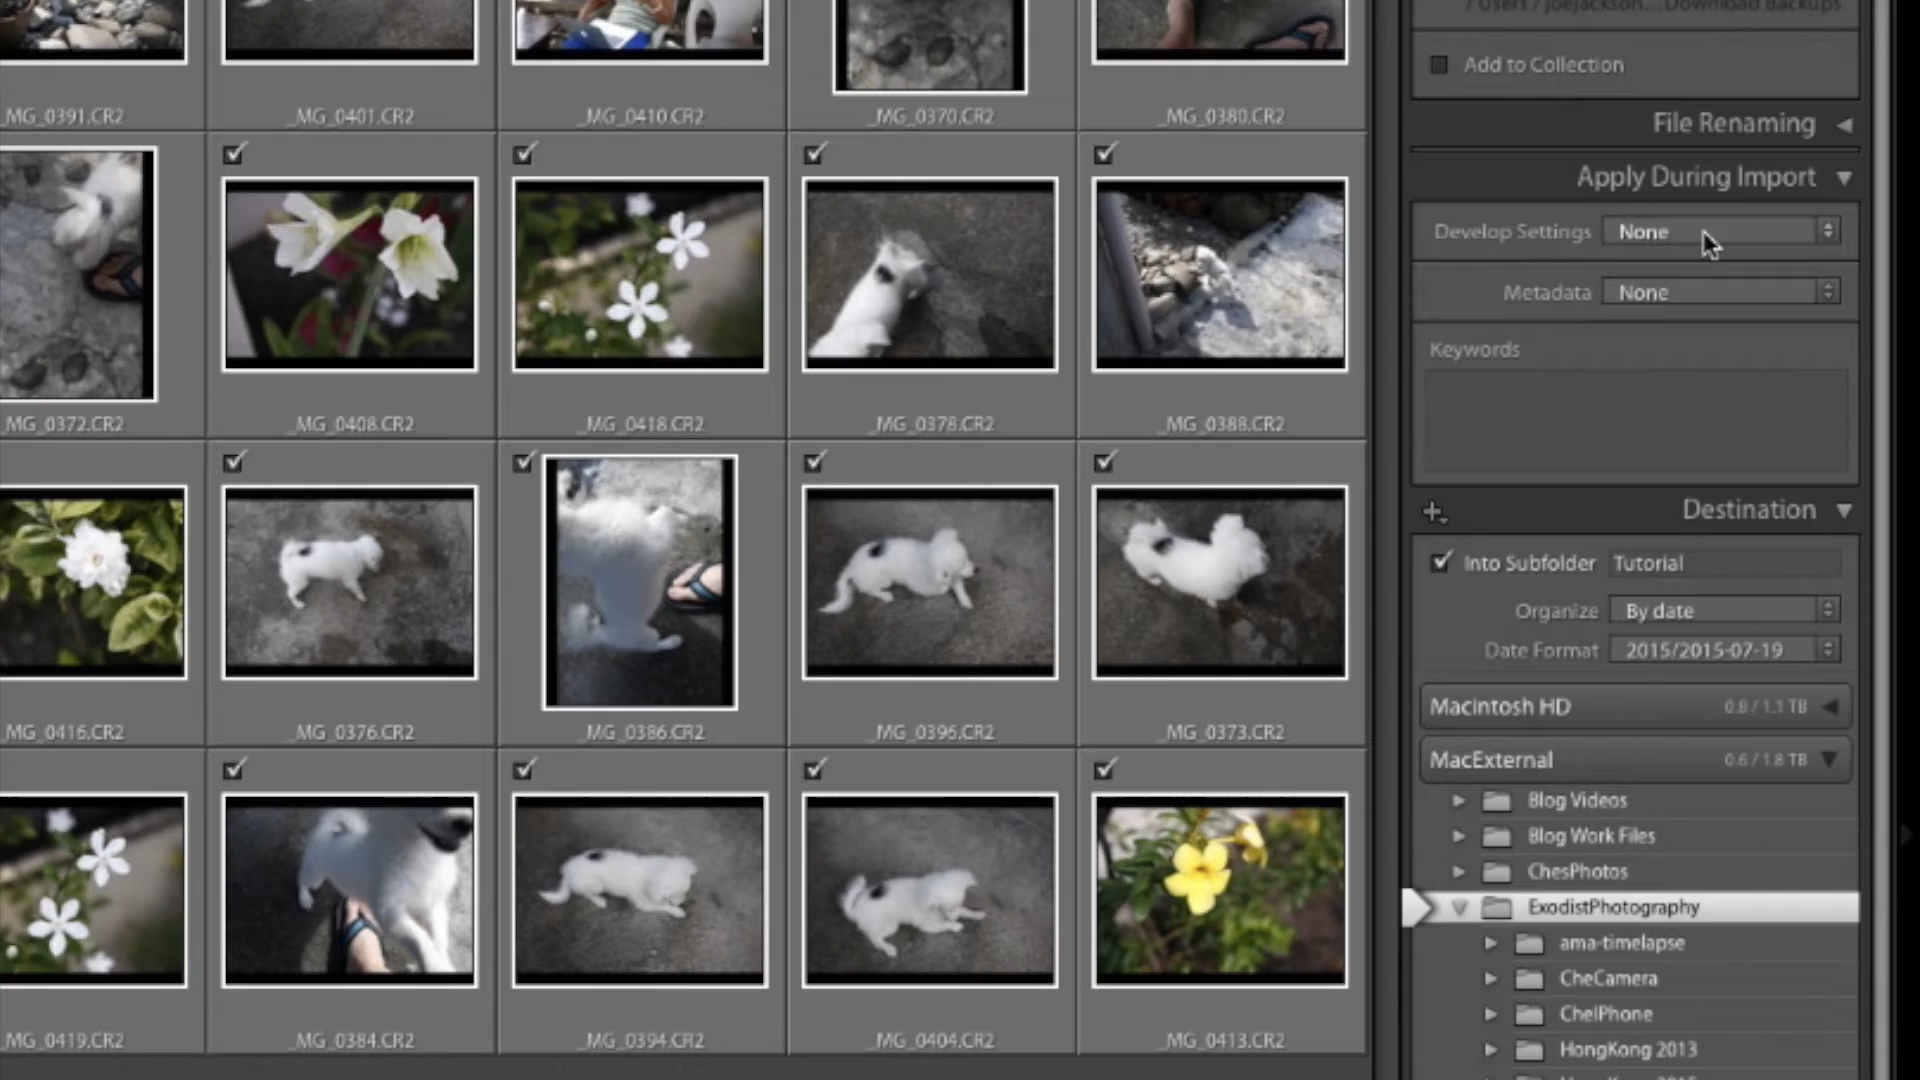 / Users / joejackson...Download Backups
Add to Collection
_MG_0391.CR2 _MG_0401.CR2 _MG_0410.CR2 _MG_0370.CR2 _MG_0380.CR2
File Renaming
Apply During Import
Develop Settings None
Metadata None
Keywords
_MG_0372.CR2 _MG_0408.CR2 _MG_0418.CR2 _MG_0378.CR2 _MG_0388.CR2
Destination
Into Subfolder Tutorial
Organize By date
Date Format 2015/2015-07-19
Macintosh HD 0.8 / 1.1 TB
_MG_0416.CR2 _MG_0376.CR2 _MG_0386.CR2 _MG_0396.CR2 _MG_0373.CR2
MacExternal 0.6 / 1.8 TB
Blog Videos
Blog Work Files
ChesPhotos
ExodistPhotography
ama-timelapse
CheCamera
CheIPhone
_MG_0419.CR2 _MG_0384.CR2 _MG_0394.CR2 _MG_0404.CR2 _MG_0413.CR2
HongKong 2013